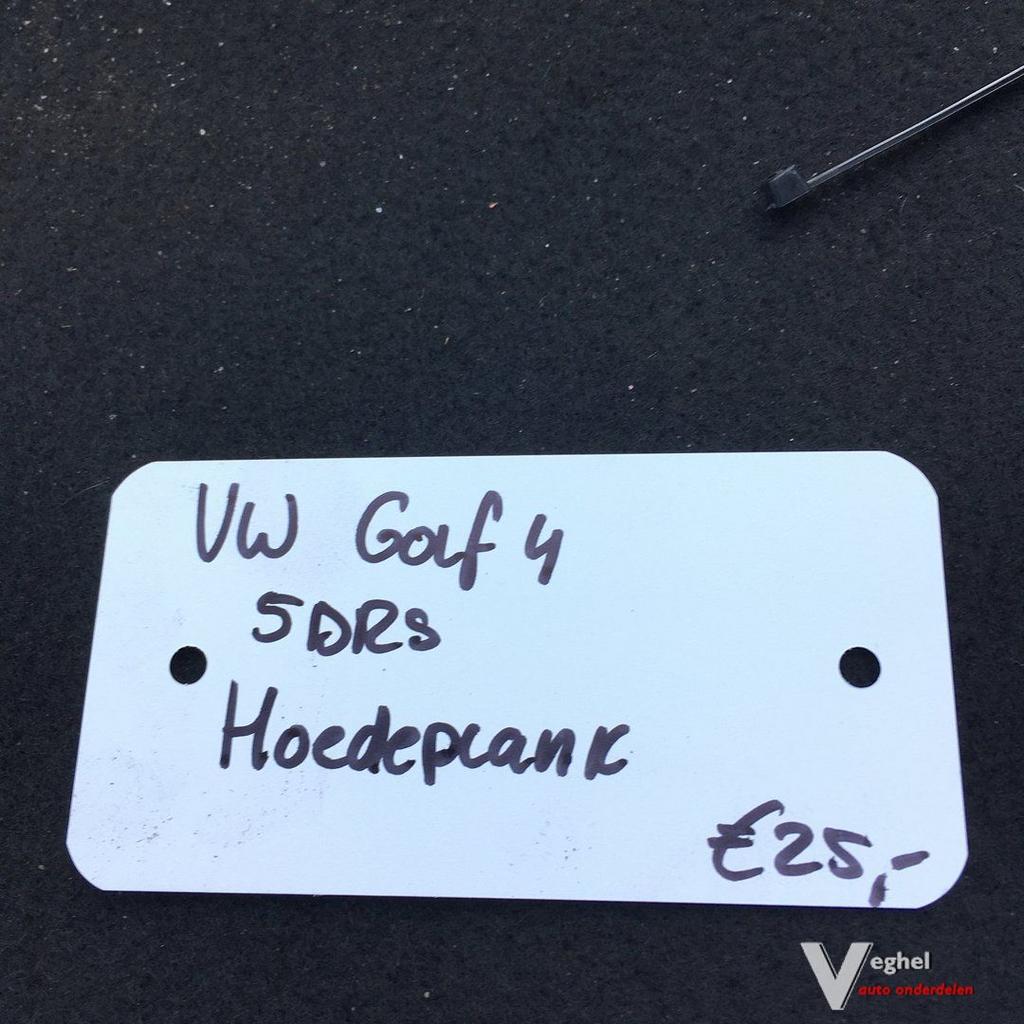 VW Golf 4
5DRS
Hoedeplank
€25,-
Veghel
auto onderdelen